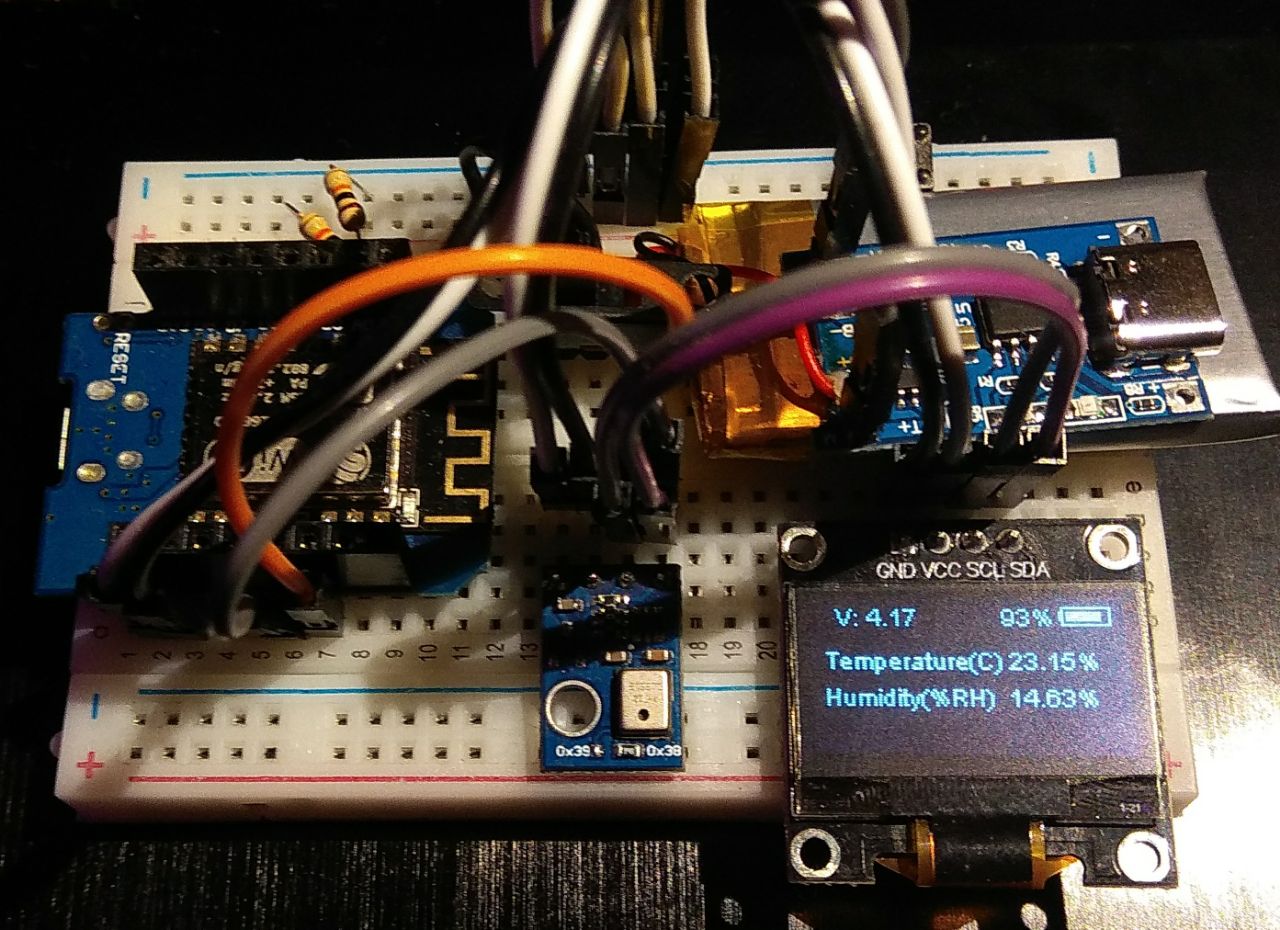 RESET
GND VCC SCL SDA
V: 4.17 93%
Temperature(C) 23.15%
Humidity(%RH) 14.63%
1 2 3 4 5 6 7 8 9 10 11 12 13 18 19 20
0x39 0x38
e
T+
R1